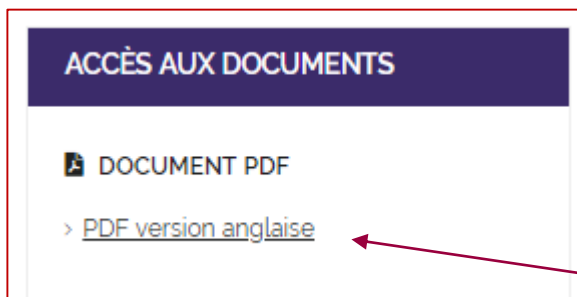 ACCÈS AUX DOCUMENTS
DOCUMENT PDF
> PDF version anglaise